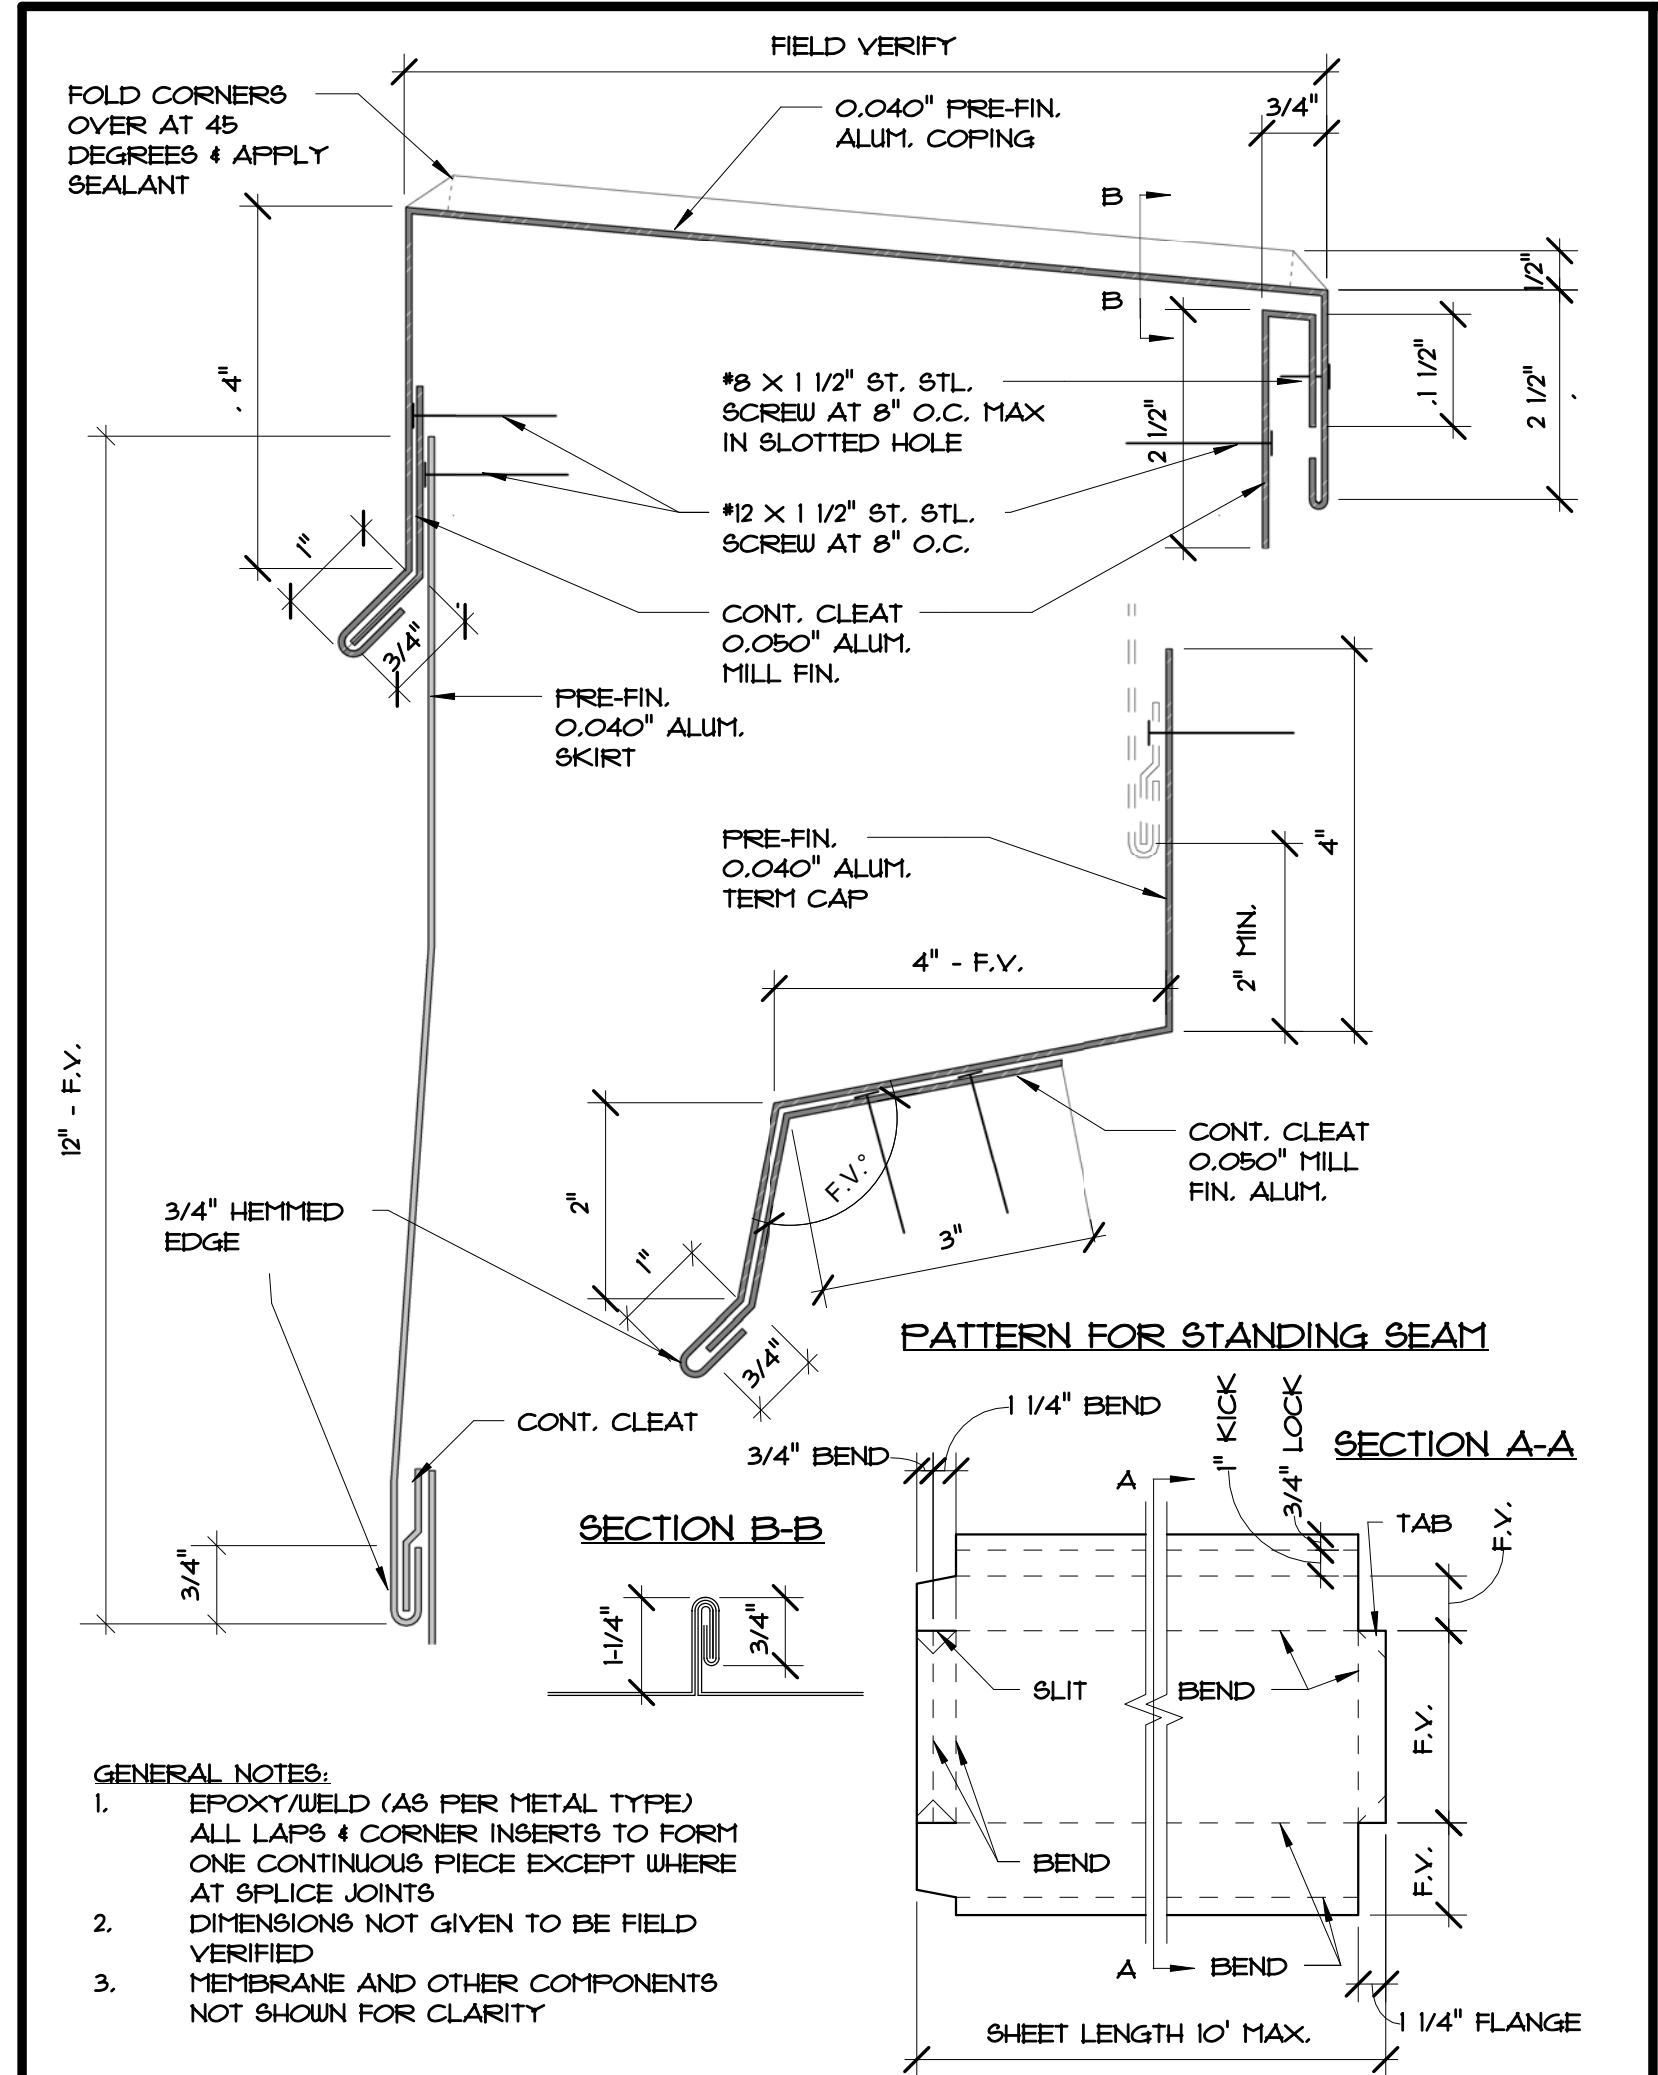 FIELD VERIFY
FOLD CORNERS
OVER AT 45
DEGREES & APPLY
SEALANT
0.040" PRE-FIN.
ALUM. COPING
3/4"
B
B
1/2"
4"
1 1/2"
2 1/2"
2 1/2"
#8 X 1 1/2" ST. STL.
SCREW AT 8" O.C. MAX
IN SLOTTED HOLE
#12 X 1 1/2" ST. STL.
SCREW AT 8" O.C.
1"
3/4"
CONT. CLEAT
0.050" ALUM.
MILL FIN.
PRE-FIN.
0.040" ALUM.
SKIRT
PRE-FIN.
0.040" ALUM.
TERM CAP
4"
2" MIN.
4" - F.V.
12" - F.V.
CONT. CLEAT
0.050" MILL
FIN. ALUM.
F.V.°
2"
3"
3/4" HEMMED
EDGE
1"
3/4"
CONT. CLEAT
3/4"
PATTERN FOR STANDING SEAM
1 1/4" BEND
3/4" BEND
1" KICK
3/4" LOCK
SECTION A-A
A
TAB
F.V.
SECTION B-B
1-1/4"
3/4"
SLIT
BEND
F.V.
BEND
F.V.
A
BEND
1 1/4" FLANGE
SHEET LENGTH 10' MAX.
GENERAL NOTES:
1. EPOXY/WELD (AS PER METAL TYPE)
ALL LAPS & CORNER INSERTS TO FORM
ONE CONTINUOUS PIECE EXCEPT WHERE
AT SPLICE JOINTS
2. DIMENSIONS NOT GIVEN TO BE FIELD
VERIFIED
3. MEMBRANE AND OTHER COMPONENTS
NOT SHOWN FOR CLARITY